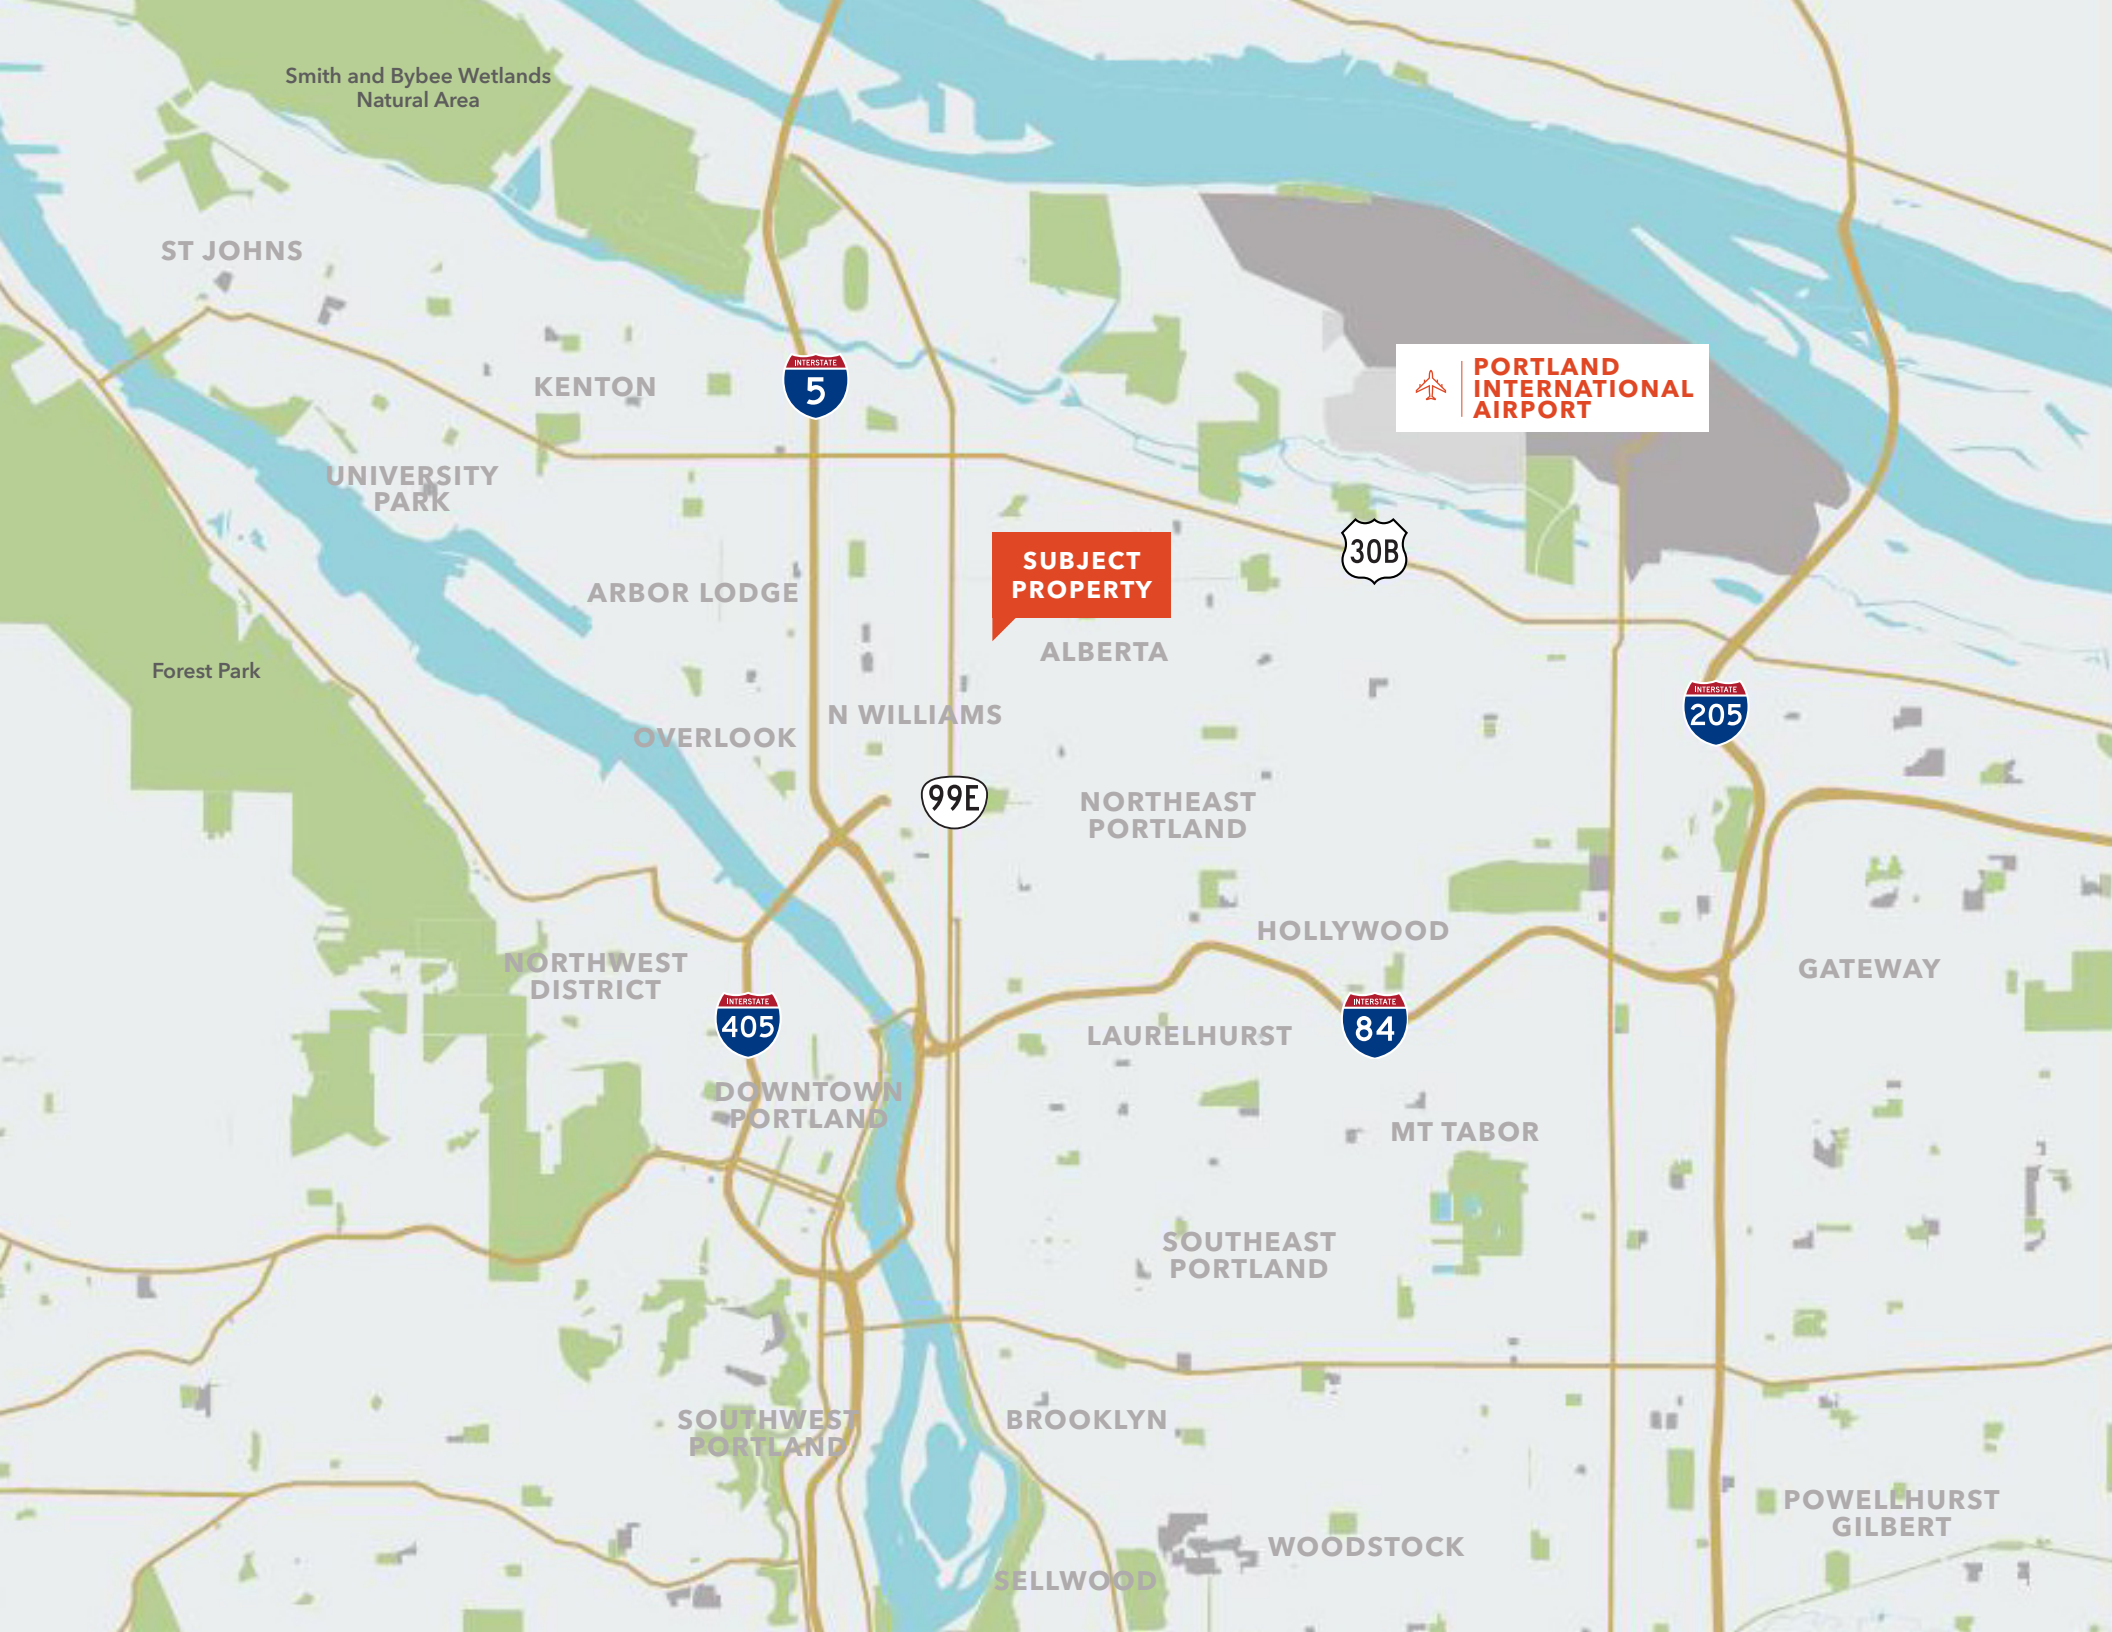 Smith and Bybee Wetlands
Natural Area
ST JOHNS
KENTON
INTERSTATE
5
PORTLAND
INTERNATIONAL
AIRPORT
UNIVERSITY
PARK
30B
SUBJECT
PROPERTY
ARBOR LODGE
ALBERTA
Forest Park
INTERSTATE
205
N WILLIAMS
OVERLOOK
99E
NORTHEAST
PORTLAND
HOLLYWOOD
GATEWAY
NORTHWEST
DISTRICT
INTERSTATE
405
LAURELHURST
INTERSTATE
84
DOWNTOWN
PORTLAND
MT TABOR
SOUTHEAST
PORTLAND
SOUTHWEST
PORTLAND
BROOKLYN
POWELLHURST
GILBERT
WOODSTOCK
SELLWOOD